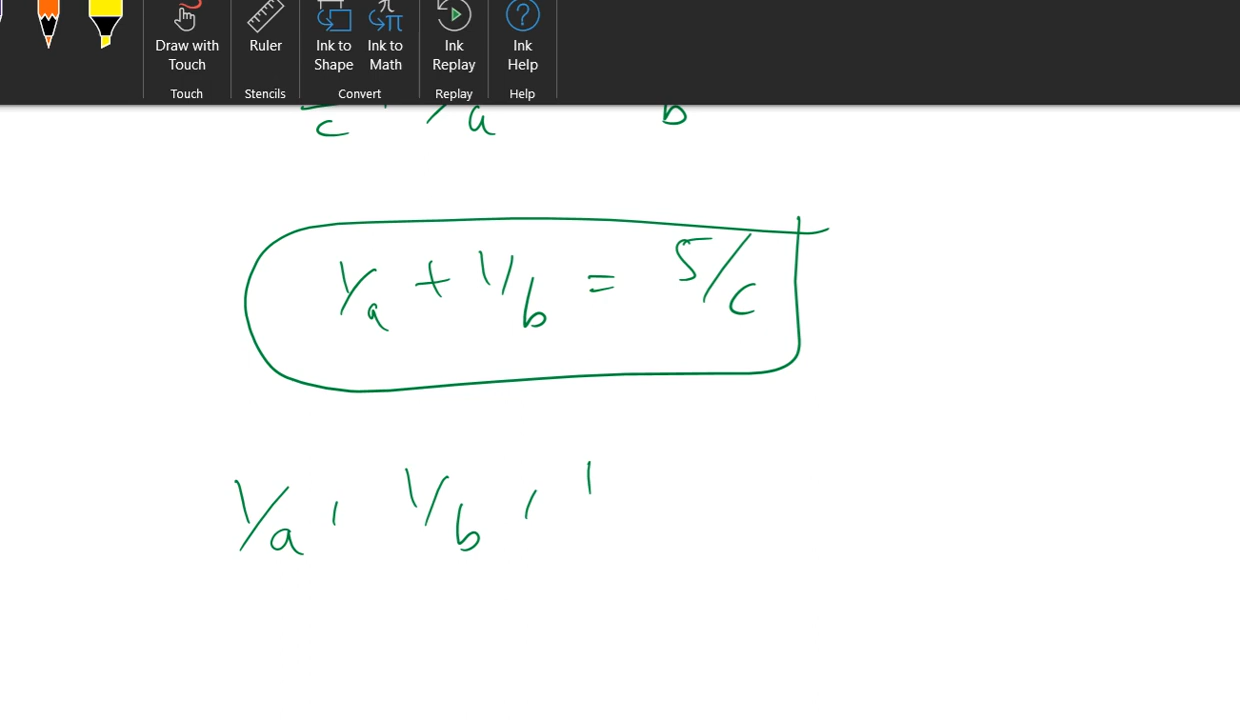 Draw with Touch
Ruler
Ink to Shape
Ink to Math
Ink Replay
Ink Help
Touch
Stencils
Convert
Replay
Help
c a b
1/a + 1/b = 5/c
1/a , 1/b , 1